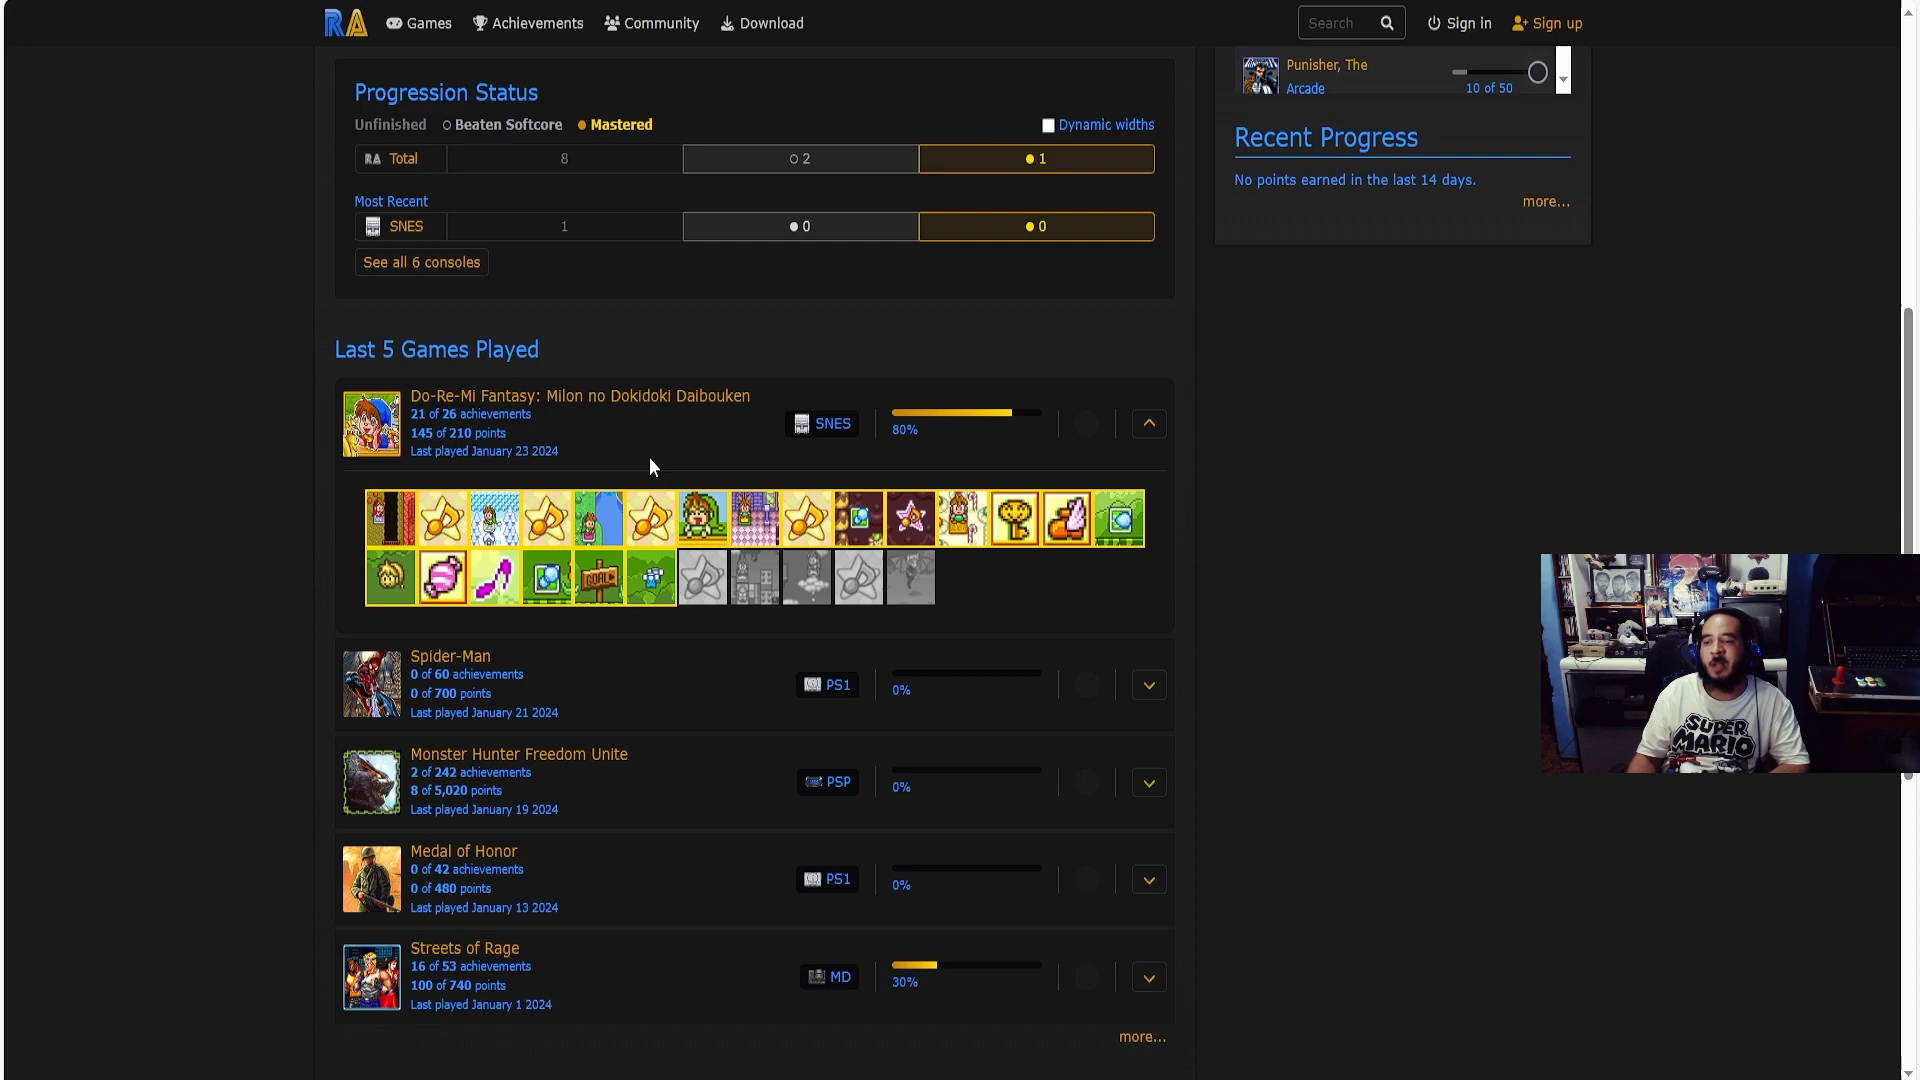 RA Games Achievements Community Download Search Sign in Sign up
Progression Status
Unfinished Beaten Softcore Mastered Dynamic widths
RA Total 8 2 1
Most Recent
SNES 1 0 0
See all 6 consoles
Last 5 Games Played
Do-Re-Mi Fantasy: Milon no Dokidoki Daibouken
21 of 26 achievements
145 of 210 points
Last played January 23 2024
SNES
80%
GOAL
Spider-Man
0 of 60 achievements
0 of 700 points
Last played January 21 2024
PS1
0%
Monster Hunter Freedom Unite
2 of 242 achievements
8 of 5,020 points
Last played January 19 2024
PSP
0%
Medal of Honor
0 of 42 achievements
0 of 480 points
Last played January 13 2024
PS1
0%
Streets of Rage
16 of 53 achievements
100 of 740 points
Last played January 1 2024
MD
30%
more...
Punisher, The
Arcade
10 of 50
Recent Progress
No points earned in the last 14 days.
more...
SUPER
MARIO